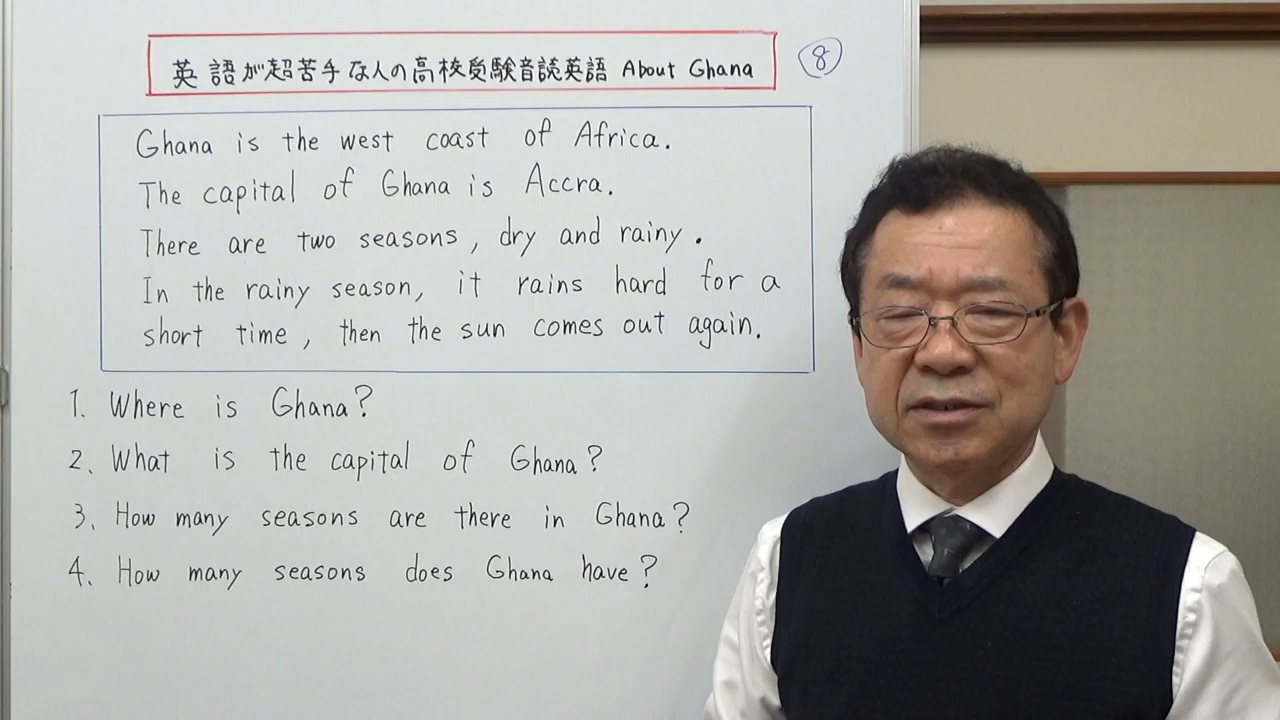 英語が超苦手な人の高校受験音読英語 About Ghana
8
Ghana is the west coast of Africa.
The capital of Ghana is Accra.
There are two seasons, dry and rainy.
In the rainy season, it rains hard for a
short time, then the sun comes out again.
1. Where is Ghana?
2. What is the capital of Ghana?
3. How many seasons are there in Ghana?
4. How many seasons does Ghana have?